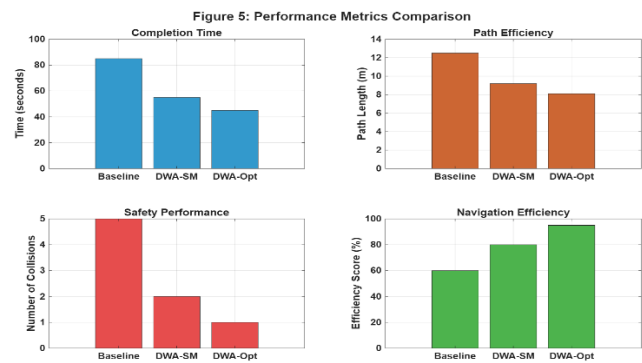 Figure 5: Performance Metrics Comparison
Completion Time
Time (seconds)
100
80
60
40
20
0
Baseline DWA-SM DWA-Opt
Path Efficiency
Path Length (m)
14
12
10
8
6
4
2
0
Baseline DWA-SM DWA-Opt
Safety Performance
Number of Collisions
5
4
3
2
1
0
Baseline DWA-SM DWA-Opt
Navigation Efficiency
Efficiency Score (%)
100
80
60
40
20
0
Baseline DWA-SM DWA-Opt